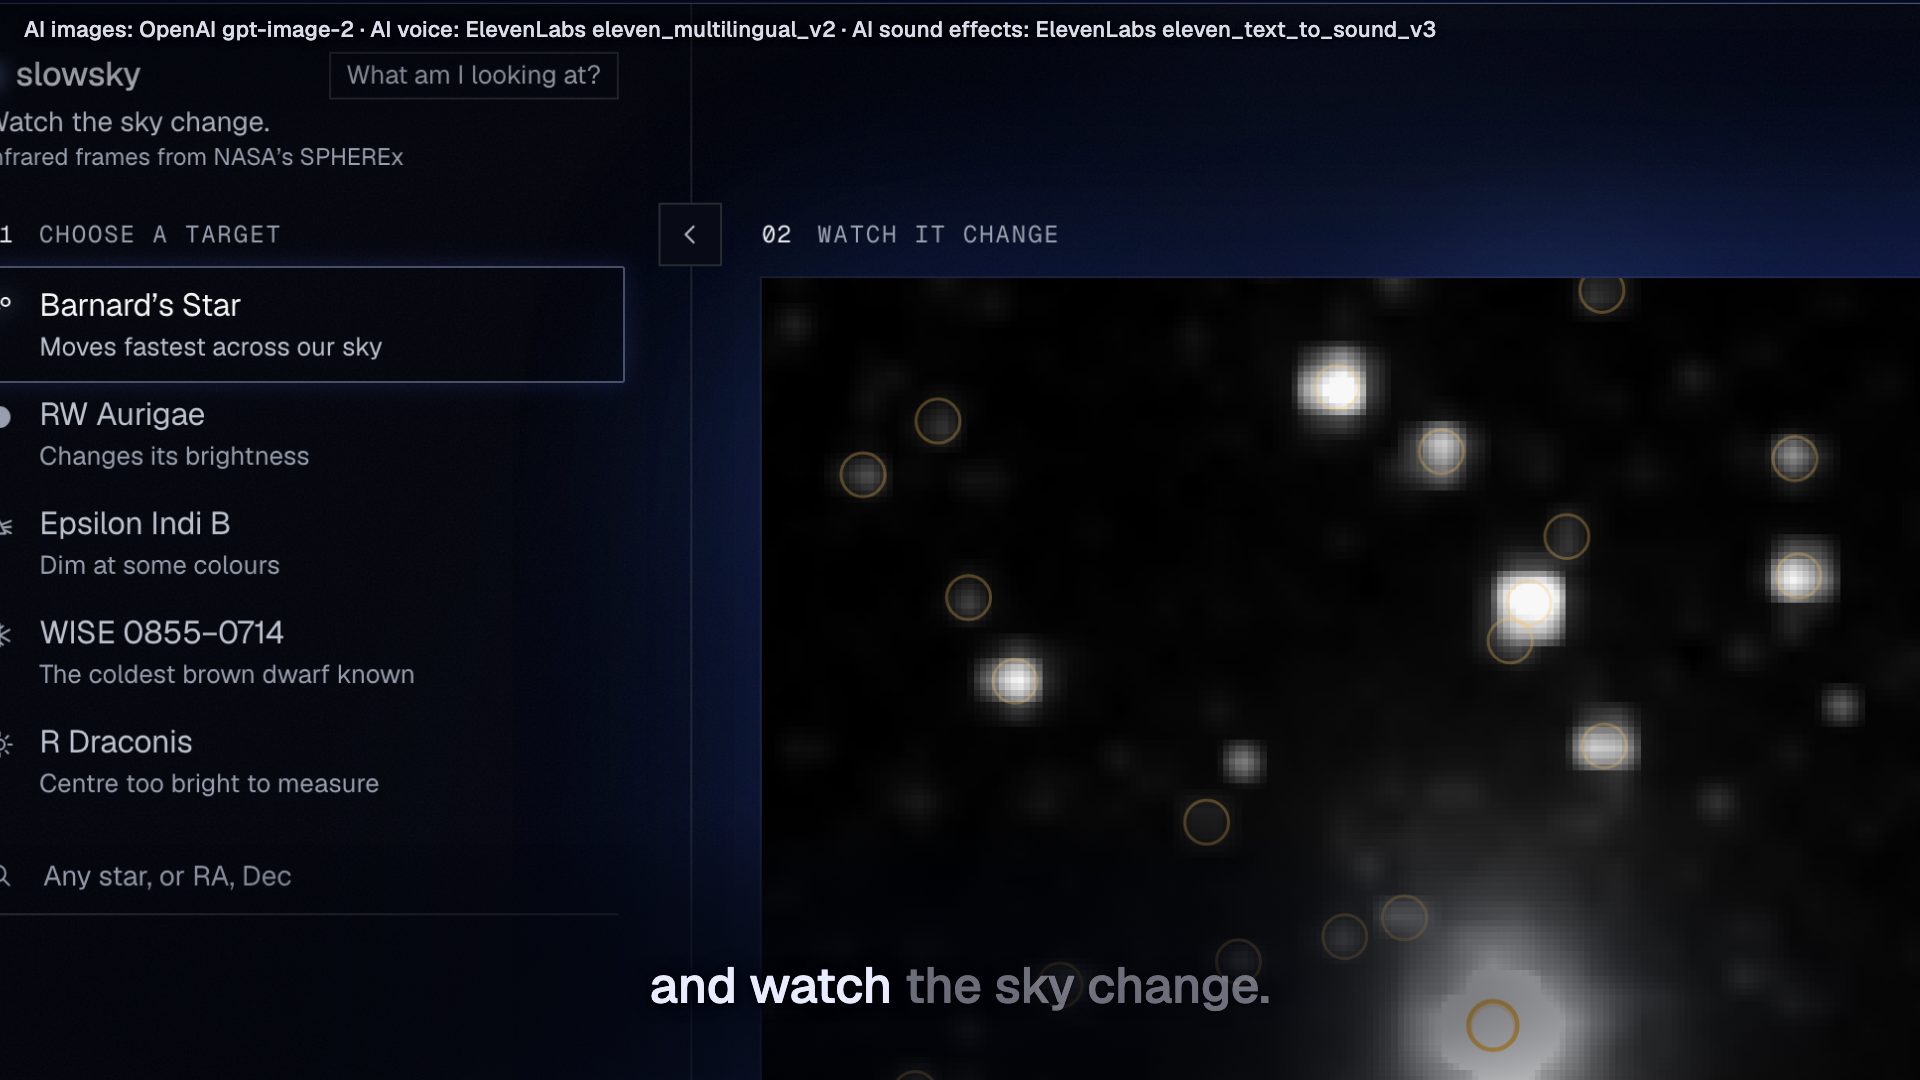 AI images: OpenAI gpt-image-2 · AI voice: ElevenLabs eleven_multilingual_v2 · AI sound effects: ElevenLabs eleven_text_to_sound_v3
slowsky
What am I looking at?
Watch the sky change.
nfrared frames from NASA’s SPHEREx
1 CHOOSE A TARGET
Barnard’s Star
Moves fastest across our sky
RW Aurigae
Changes its brightness
Epsilon Indi B
Dim at some colours
WISE 0855–0714
The coldest brown dwarf known
R Draconis
Centre too bright to measure
Any star, or RA, Dec
02 WATCH IT CHANGE
and watch the sky change.